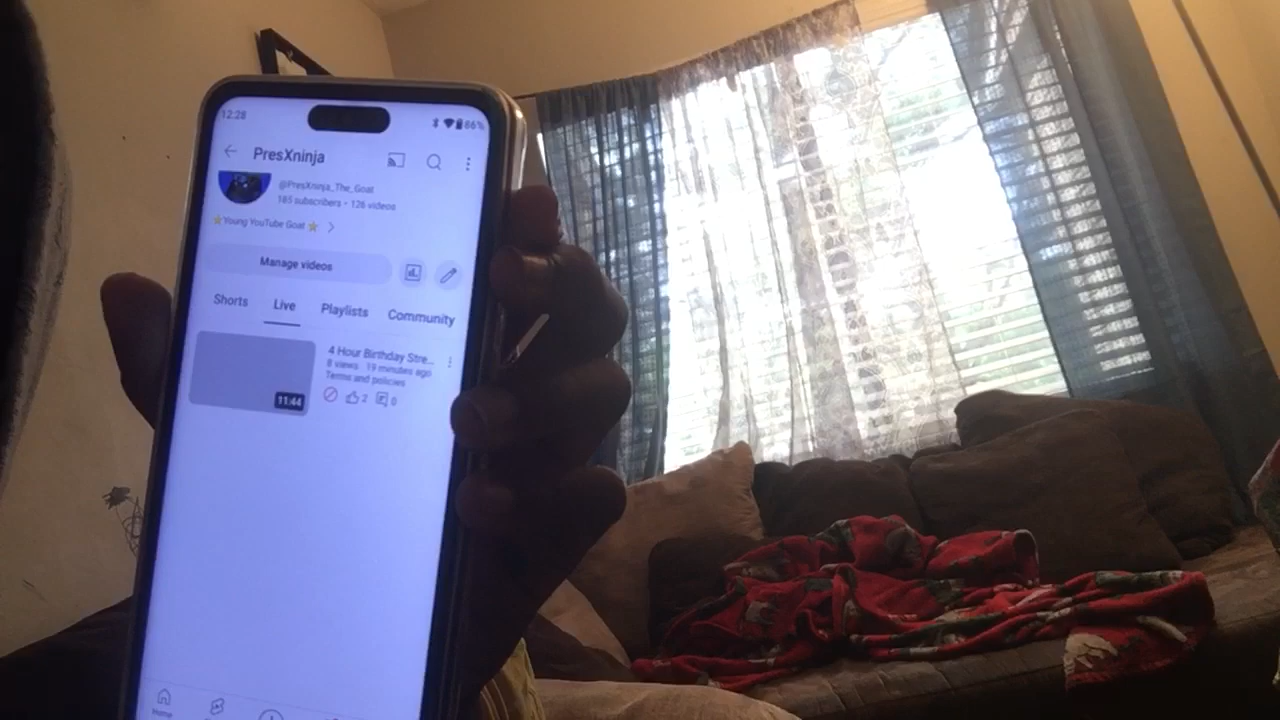 12:28
86%
PresXninja
@PresXninja_The_Goat
185 subscribers • 126 videos
⭐Young YouTube Goat ⭐ >
Manage videos
Shorts Live Playlists Community
4 Hour Birthday Stre...
8 views 19 minutes ago
Terms and policies
11:44
2 0
Home